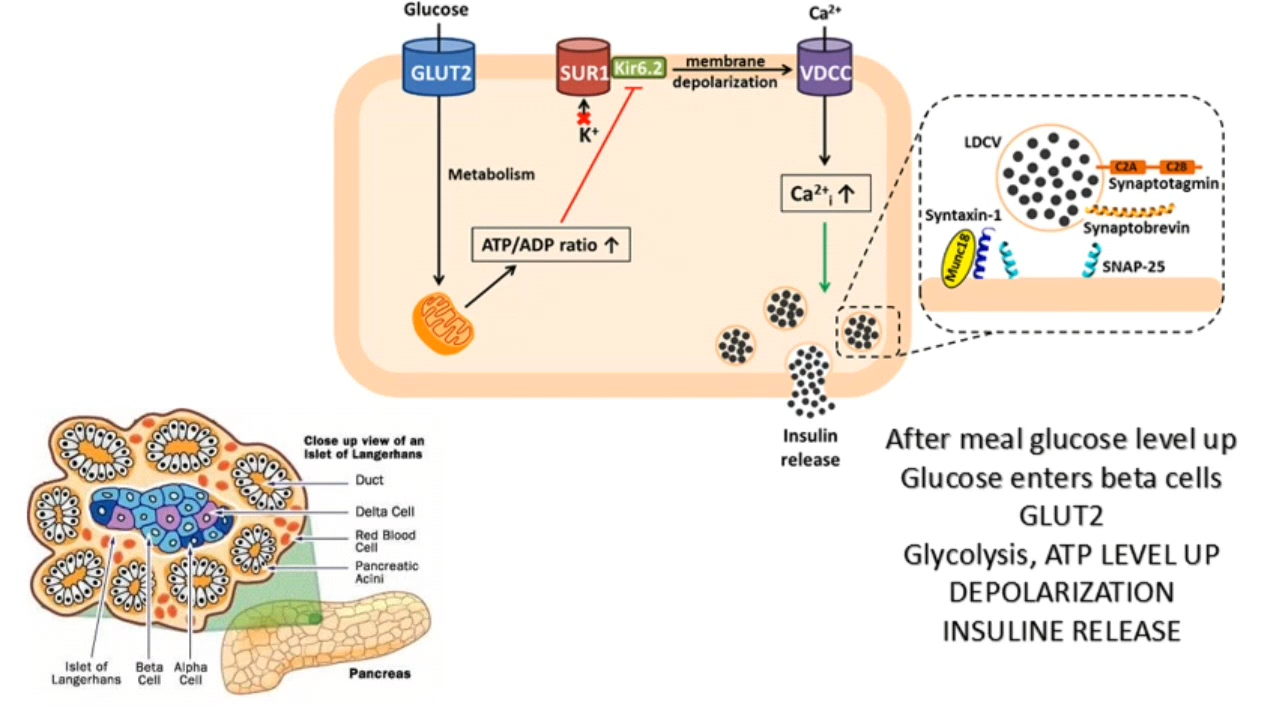 Glucose
Ca²⁺
GLUT2
SUR1
Kir6.2
membrane
depolarization
VDCC
K⁺
Metabolism
ATP/ADP ratio ↑
Ca²⁺ᵢ ↑
LDCV
C2A
C2B
Synaptotagmin
Synaptobrevin
Syntaxin-1
Munc18
SNAP-25
Insulin
release
Close up view of an
Islet of Langerhans
Duct
Delta Cell
Red Blood
Cell
Pancreatic
Acini
Islet of
Langerhans
Beta
Cell
Alpha
Cell
Pancreas
After meal glucose level up
Glucose enters beta cells
GLUT2
Glycolysis, ATP LEVEL UP
DEPOLARIZATION
INSULINE RELEASE